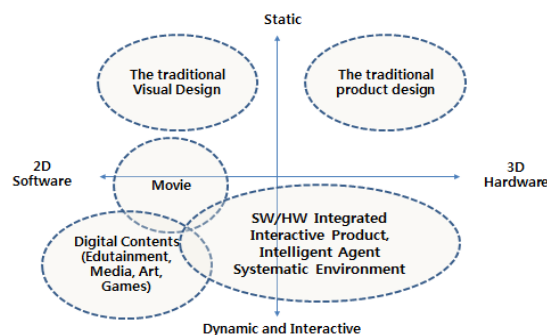 Static
The traditional
Visual Design
The traditional
product design
2D
Software
Movie
3D
Hardware
SW/HW Integrated
Interactive Product,
Intelligent Agent
Systematic Environment
Digital Contents
(Edutainment,
Media, Art,
Games)
Dynamic and Interactive